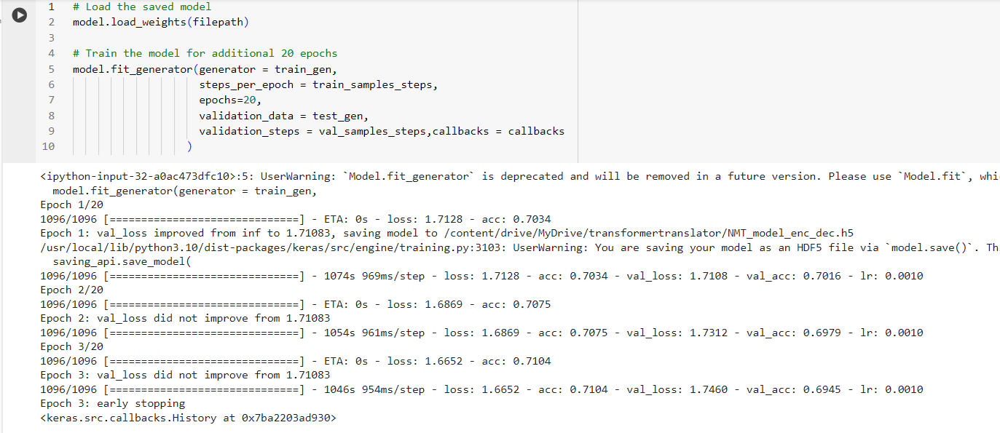 1 # Load the saved model
2 model.load_weights(filepath)
3
4 # Train the model for additional 20 epochs
5 model.fit_generator(generator = train_gen,
6 steps_per_epoch = train_samples_steps,
7 epochs=20,
8 validation_data = test_gen,
9 validation_steps = val_samples_steps,callbacks = callbacks
10 )
<ipython-input-32-a0ac473dfc10>:5: UserWarning: `Model.fit_generator` is deprecated and will be removed in a future version. Please use `Model.fit`,
model.fit_generator(generator = train_gen,
Epoch 1/20
1096/1096 [==============================] - ETA: 0s - loss: 1.7128 - acc: 0.7034
Epoch 1: val_loss improved from inf to 1.71083, saving model to /content/drive/MyDrive/transformertranslator/NMT_model_enc_dec.h5
/usr/local/lib/python3.10/dist-packages/keras/src/engine/training.py:3103: UserWarning: You are saving your model as an HDF5 file via `model.save()`.
saving_api.save_model(
1096/1096 [==============================] - 1074s 969ms/step - loss: 1.7128 - acc: 0.7034 - val_loss: 1.7108 - val_acc: 0.7016 - lr: 0.0010
Epoch 2/20
1096/1096 [==============================] - ETA: 0s - loss: 1.6869 - acc: 0.7075
Epoch 2: val_loss did not improve from 1.71083
1096/1096 [==============================] - 1054s 961ms/step - loss: 1.6869 - acc: 0.7075 - val_loss: 1.7312 - val_acc: 0.6979 - lr: 0.0010
Epoch 3/20
1096/1096 [==============================] - ETA: 0s - loss: 1.6652 - acc: 0.7104
Epoch 3: val_loss did not improve from 1.71083
1096/1096 [==============================] - 1046s 954ms/step - loss: 1.6652 - acc: 0.7104 - val_loss: 1.7460 - val_acc: 0.6945 - lr: 0.0010
Epoch 3: early stopping
<keras.src.callbacks.History at 0x7ba2203ad930>